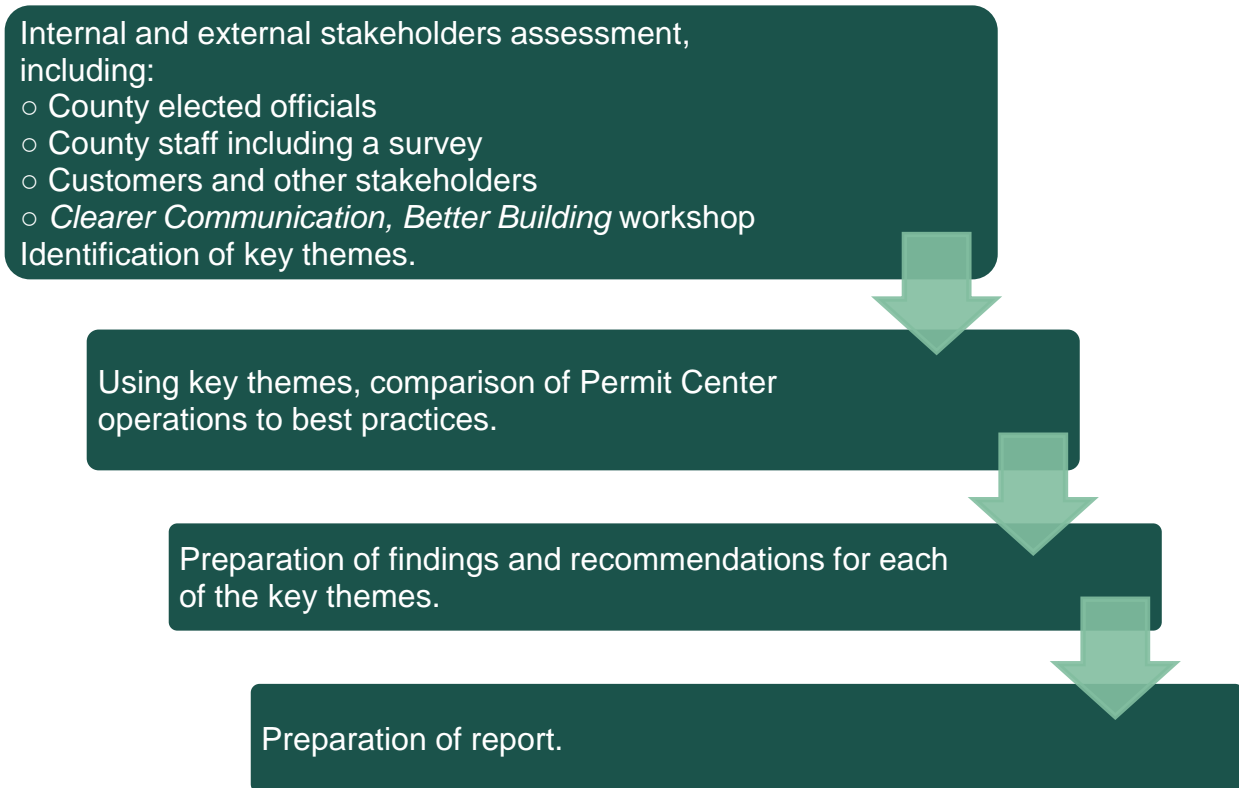 Internal and external stakeholders assessment,
including:
○ County elected officials
○ County staff including a survey
○ Customers and other stakeholders
○ Clearer Communication, Better Building workshop
Identification of key themes.
Using key themes, comparison of Permit Center
operations to best practices.
Preparation of findings and recommendations for each
of the key themes.
Preparation of report.